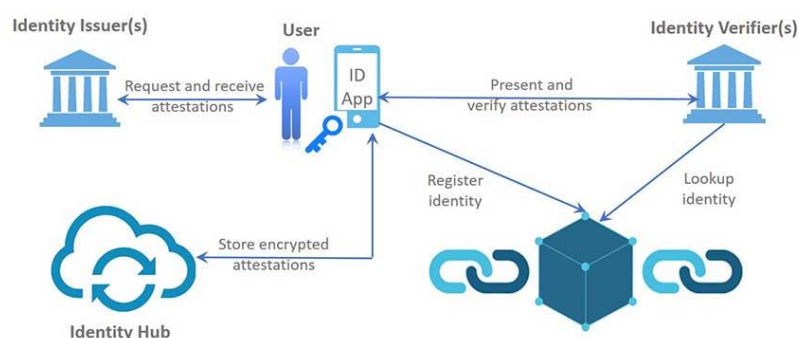 Identity Issuer(s)
User
Identity Verifier(s)
Request and receive
attestations
ID
App
Present and
verify attestations
Register
identity
Lookup
identity
Store encrypted
attestations
Identity Hub